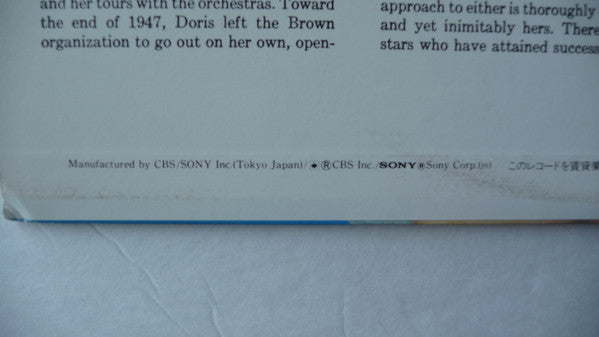 and her tours with the orchestras. Toward
the end of 1947, Doris left the Brown
organization to go out on her own, open-
approach to either is thoroughly
and yet inimitably hers. There
stars who have attained success
Manufactured by CBS/SONY Inc.(Tokyo Japan)/◆ⓇCBS Inc./SONYⓇSony Corp.(js) このレコードを賃貸業